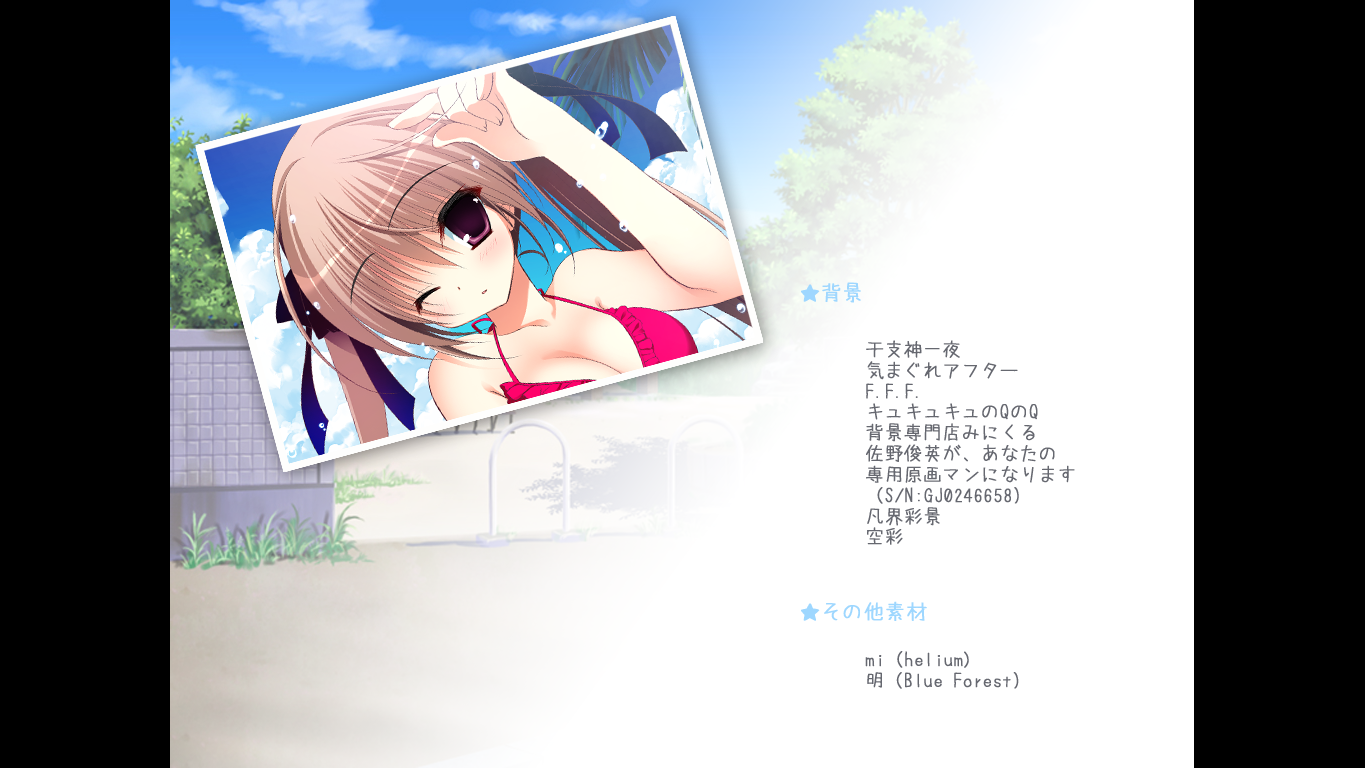 ★背景
干支神一夜
気まぐれアフター
F.F.F.
キュキュキュのQのQ
背景専門店みにくる
佐野俊英が、あなたの
専用原画マンになります
(S/N:GJ0246658)
凡界彩景
空彩
★その他素材
mi (helium)
明 (Blue Forest)